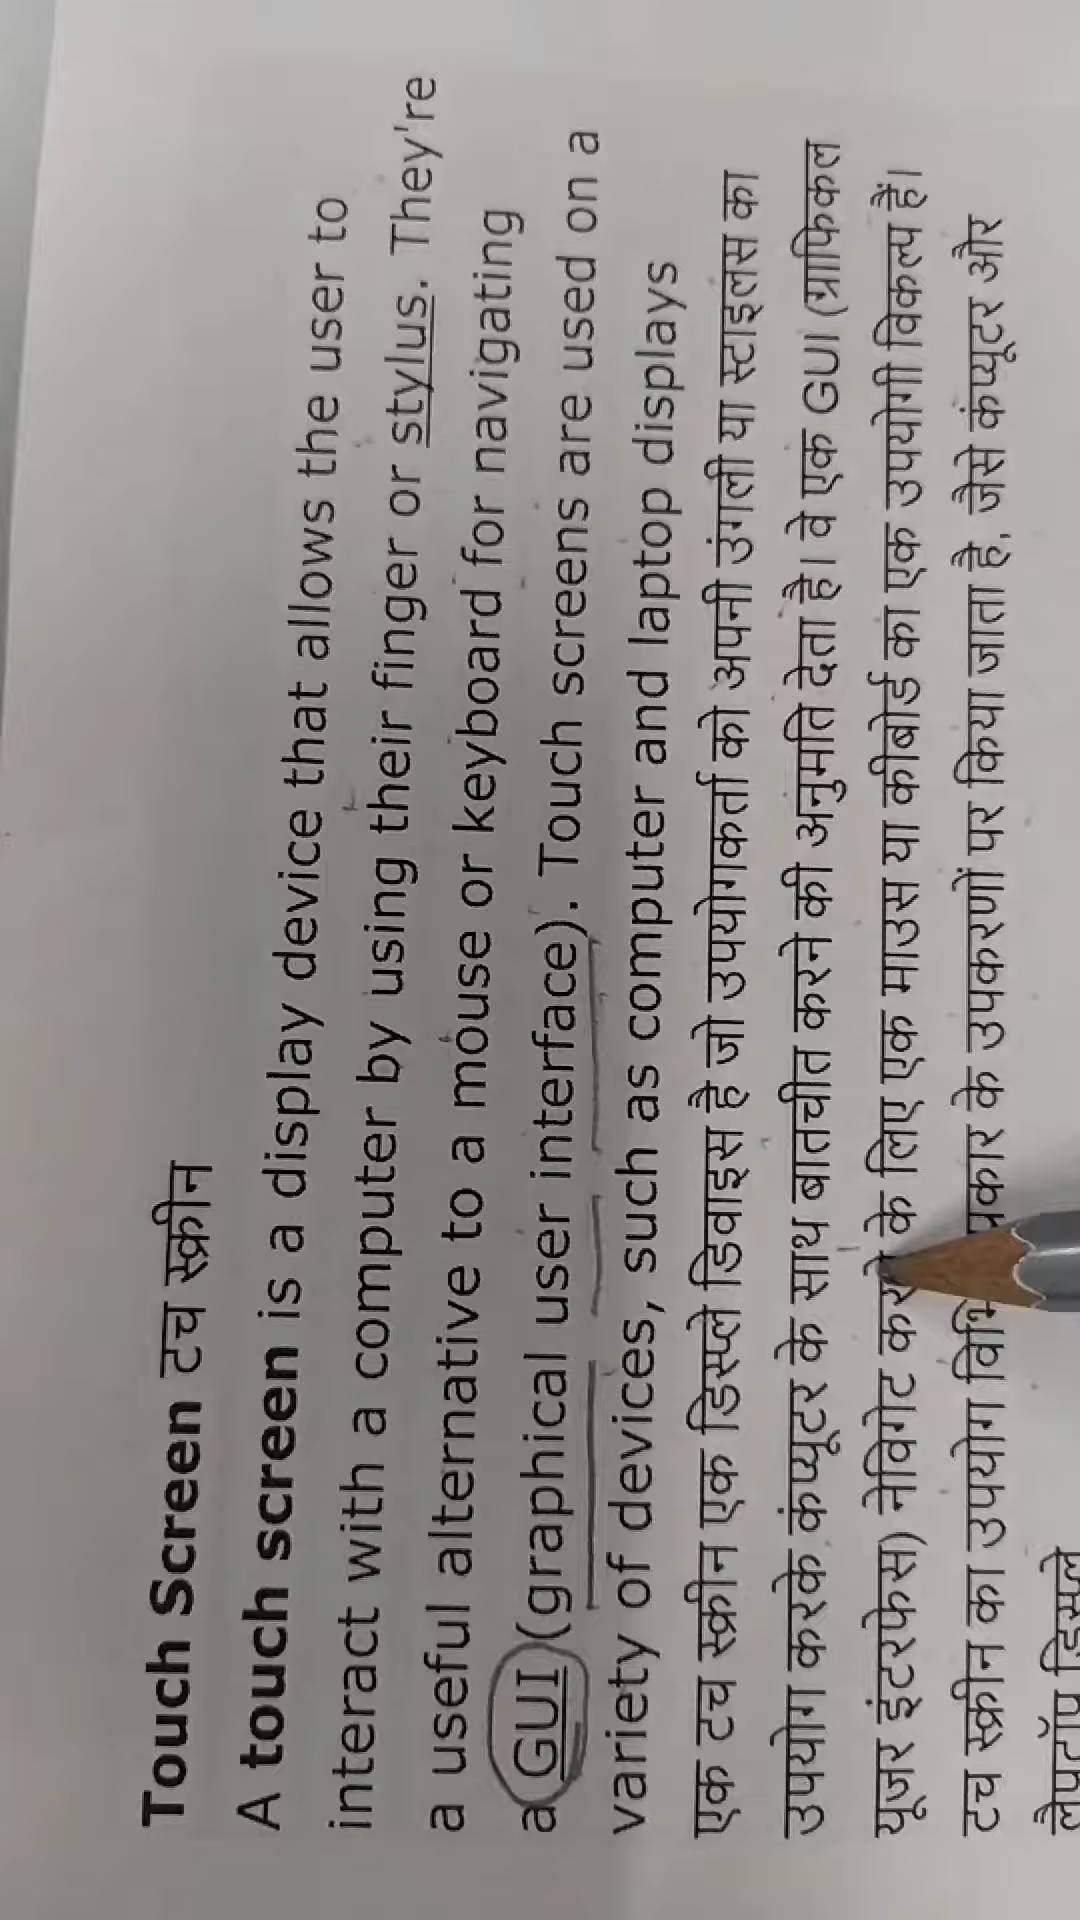 Touch Screen टच स्क्रीन
A touch screen is a display device that allows the user to
interact with a computer by using their finger or stylus. They're
a useful alternative to a mouse or keyboard for navigating
a GUI (graphical user interface). Touch screens are used on a
variety of devices, such as computer and laptop displays
एक टच स्क्रीन एक डिस्प्ले डिवाइस है जो उपयोगकर्ता को अपनी उंगली या स्टाइलस का
उपयोग करके कंप्यूटर के साथ बातचीत करने की अनुमति देता है। वे एक GUI (ग्राफिकल
यूजर इंटरफेस) नेविगेट के लिए एक माउस या कीबोर्ड का एक उपयोगी विकल्प हैं।
टच स्क्रीन का उपयोग के उपकरणों पर किया जाता है, जैसे कंप्यूटर और
लैपटॉप डिस्प्ले